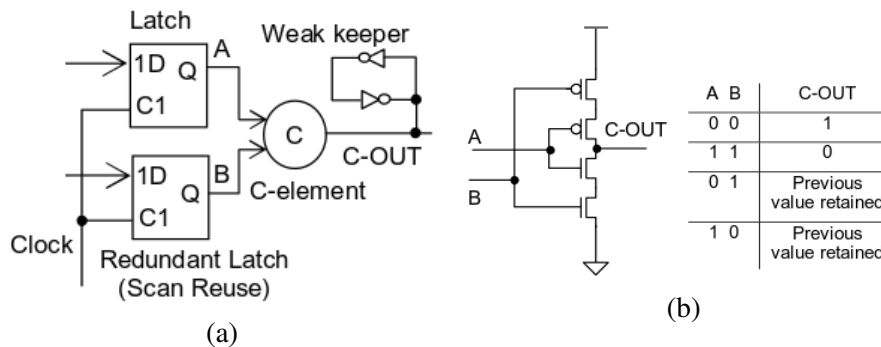 Latch
A
1D
Q
C1
Weak keeper
C
C-OUT
1D
B
Q
C-element
C1
Clock
Redundant Latch
(Scan Reuse)
(a)
A
B
C-OUT
A B C-OUT
0 0 1
1 1 0
0 1 Previous
value retained
1 0 Previous
value retained
(b)